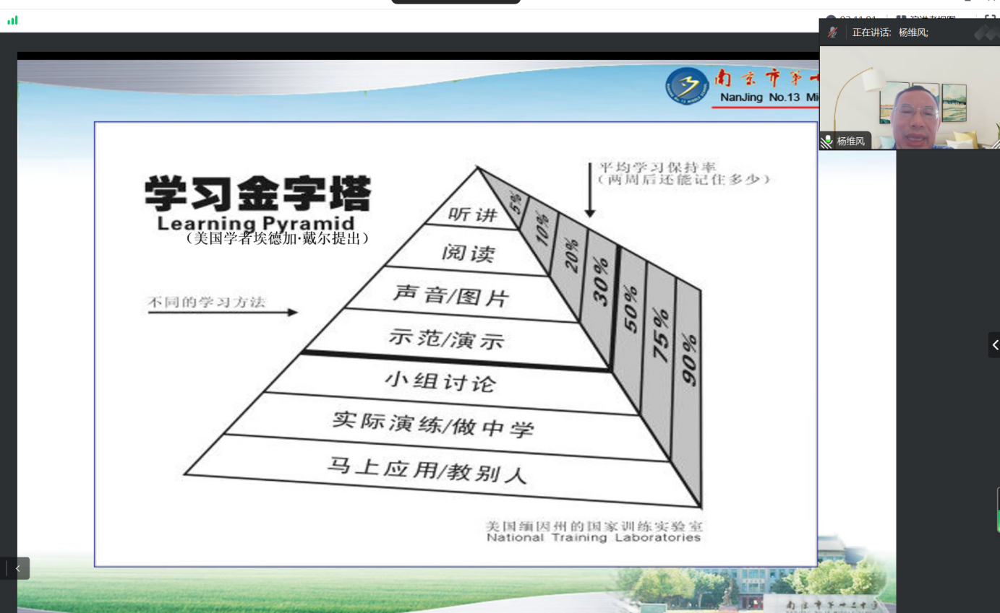 正在讲话: 杨维风;
杨维风
NanJing No.13 Mi
学习金字塔
Learning Pyramid
（美国学者埃德加·戴尔提出）
平均学习保持率
（两周后还能记住多少）
不同的学习方法
听讲 5%
阅读 10%
声音/图片 20%
示范/演示 30%
小组讨论 50%
实际演练/做中学 75%
马上应用/教别人 90%
美国缅因州的国家训练实验室
National Training Laboratories